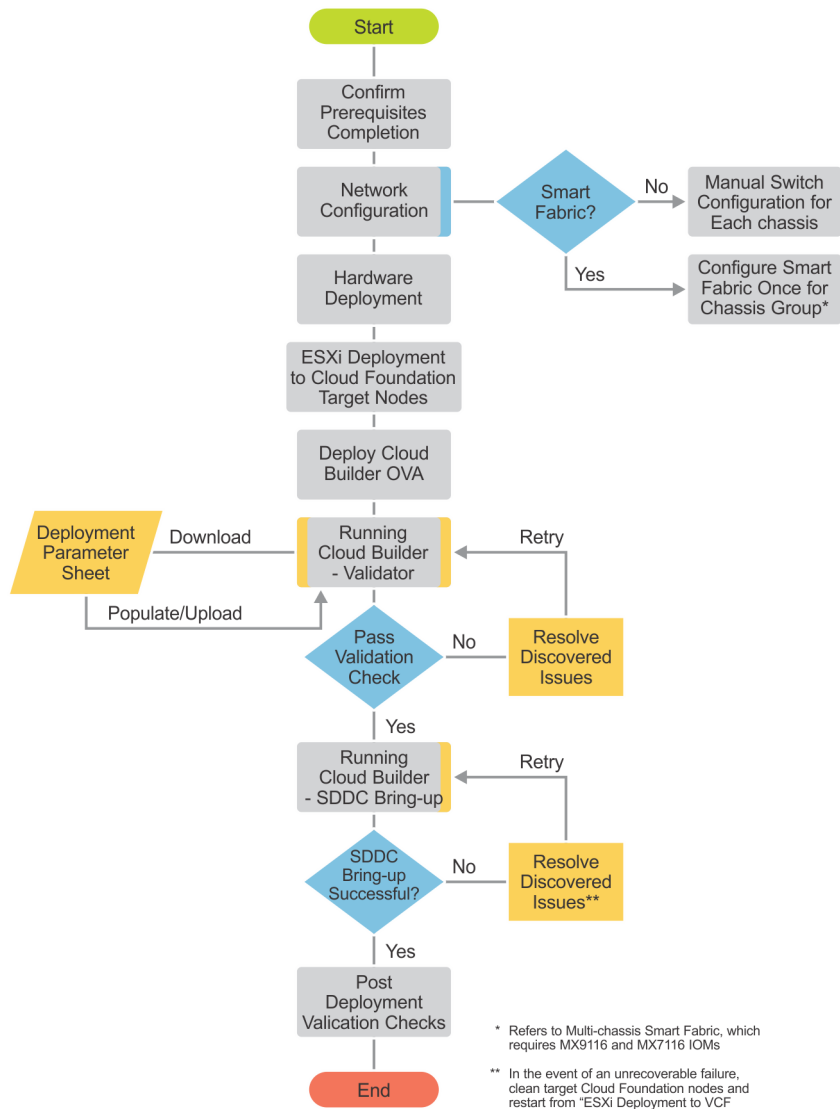 Start
Confirm
Prerequisites
Completion
Network
Configuration
Smart
Fabric?
No
Manual Switch
Configuration for
Each chassis
Yes
Configure Smart
Fabric Once for
Chassis Group*
Hardware
Deployment
ESXi Deployment
to Cloud Foundation
Target Nodes
Deploy Cloud
Builder OVA
Deployment
Parameter
Sheet
Download
Populate/Upload
Running
Cloud Builder
- Validator
Retry
Pass
Validation
Check
No
Resolve
Discovered
Issues
Yes
Running
Cloud Builder
- SDDC Bring-up
Retry
SDDC
Bring-up
Successful?
No
Resolve
Discovered
Issues**
Yes
Post
Deployment
Valication Checks
End
* Refers to Multi-chassis Smart Fabric, which
requires MX9116 and MX7116 IOMs
** In the event of an unrecoverable failure,
clean target Cloud Foundation nodes and
restart from “ESXi Deployment to VCF